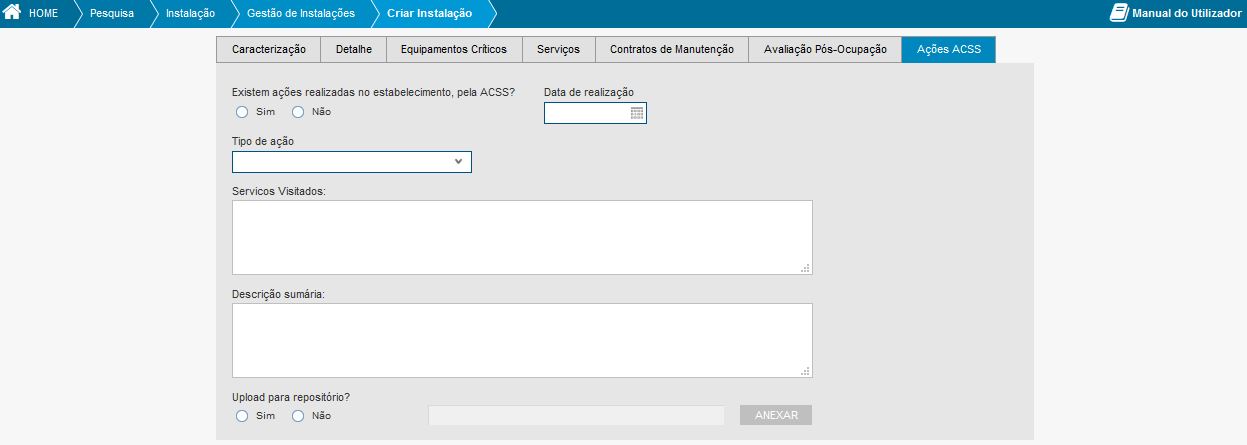 HOME Pesquisa Instalação Gestão de Instalações Criar Instalação Manual do Utilizador
Caracterização Detalhe Equipamentos Críticos Serviços Contratos de Manutenção Avaliação Pós-Ocupação Ações ACSS
Existem ações realizadas no estabelecimento, pela ACSS? Data de realização
Sim Não
Tipo de ação
Servicos Visitados:
Descrição sumária:
Upload para repositório?
Sim Não ANEXAR